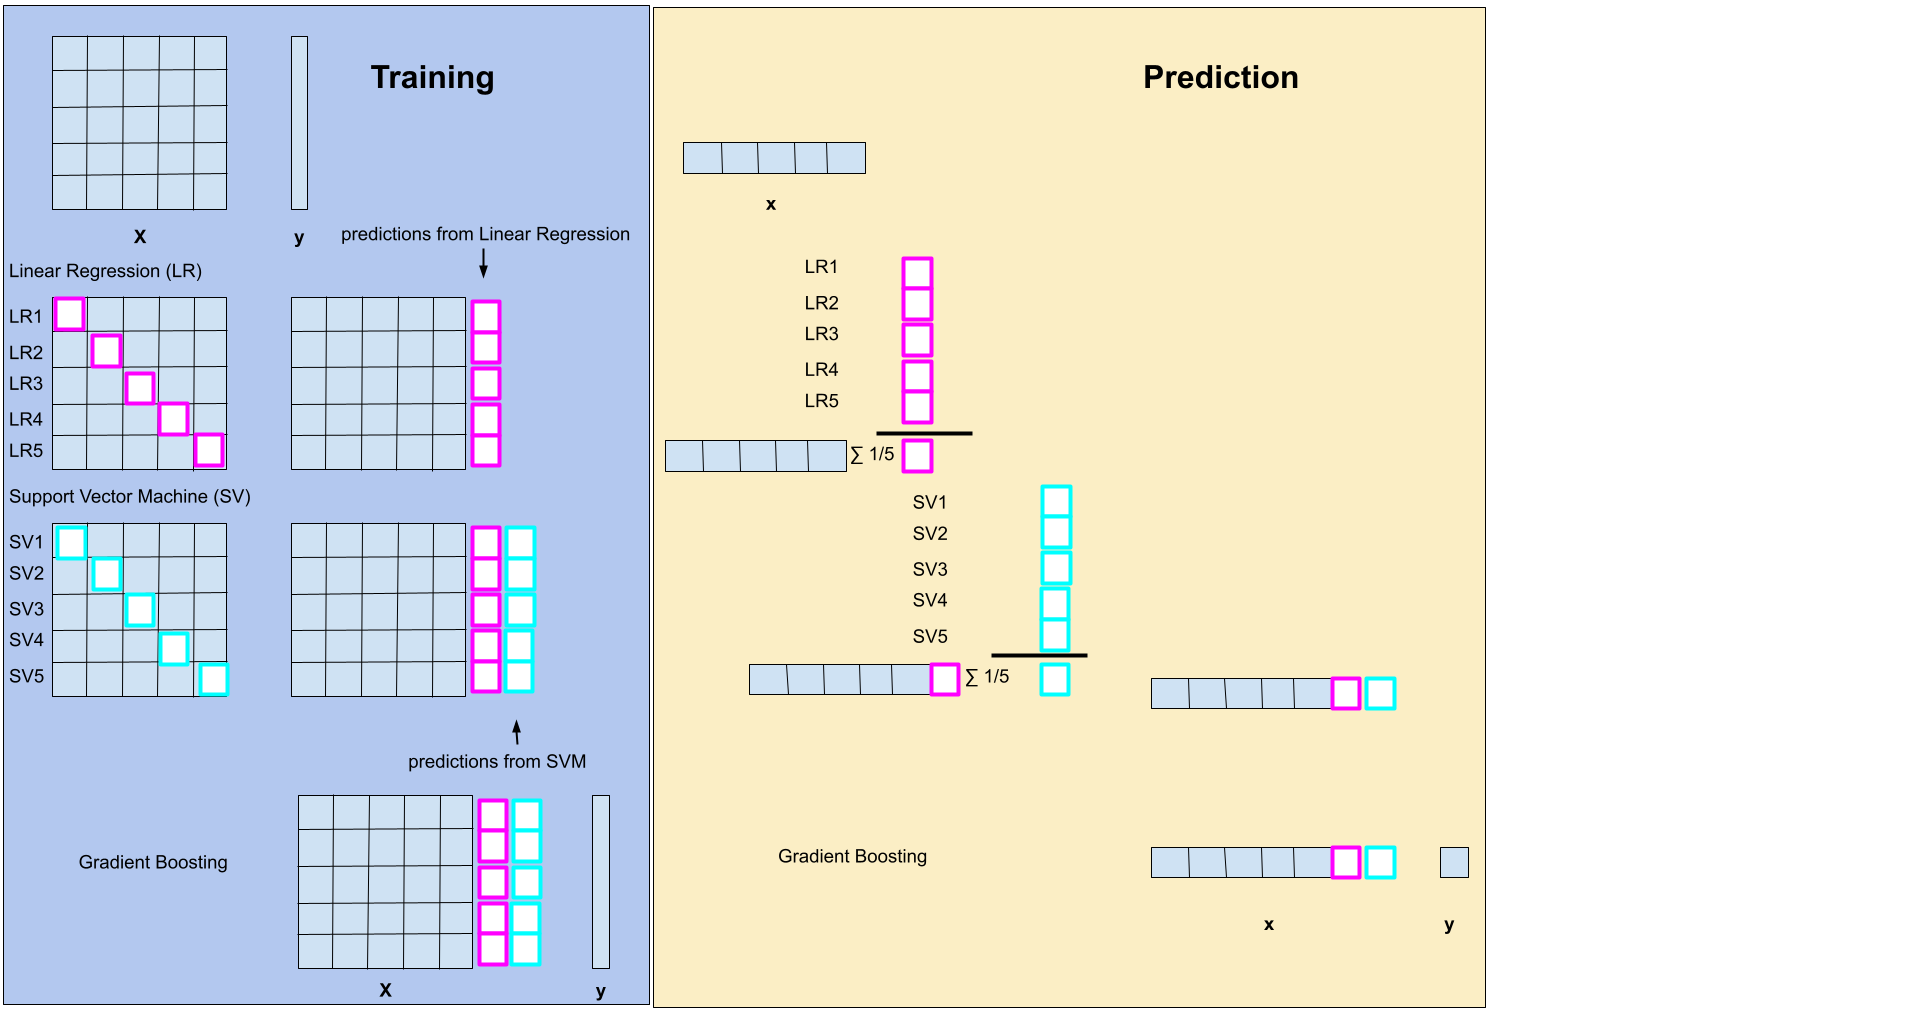 Training
X
y
predictions from Linear Regression
Linear Regression (LR)
LR1
LR2
LR3
LR4
LR5
Support Vector Machine (SV)
SV1
SV2
SV3
SV4
SV5
predictions from SVM
Gradient Boosting
X
y
Prediction
x
LR1
LR2
LR3
LR4
LR5
∑ 1/5
SV1
SV2
SV3
SV4
SV5
∑ 1/5
Gradient Boosting
x
y